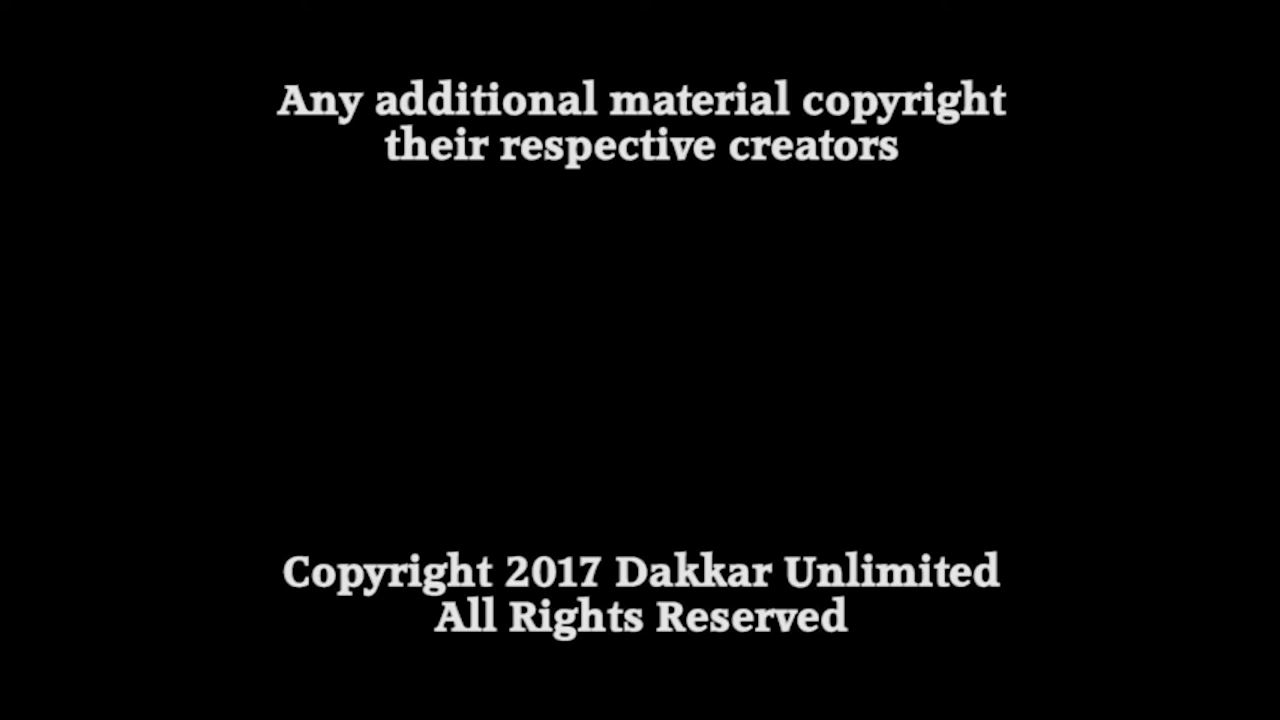 Any additional material copyright
their respective creators
Copyright 2017 Dakkar Unlimited
All Rights Reserved